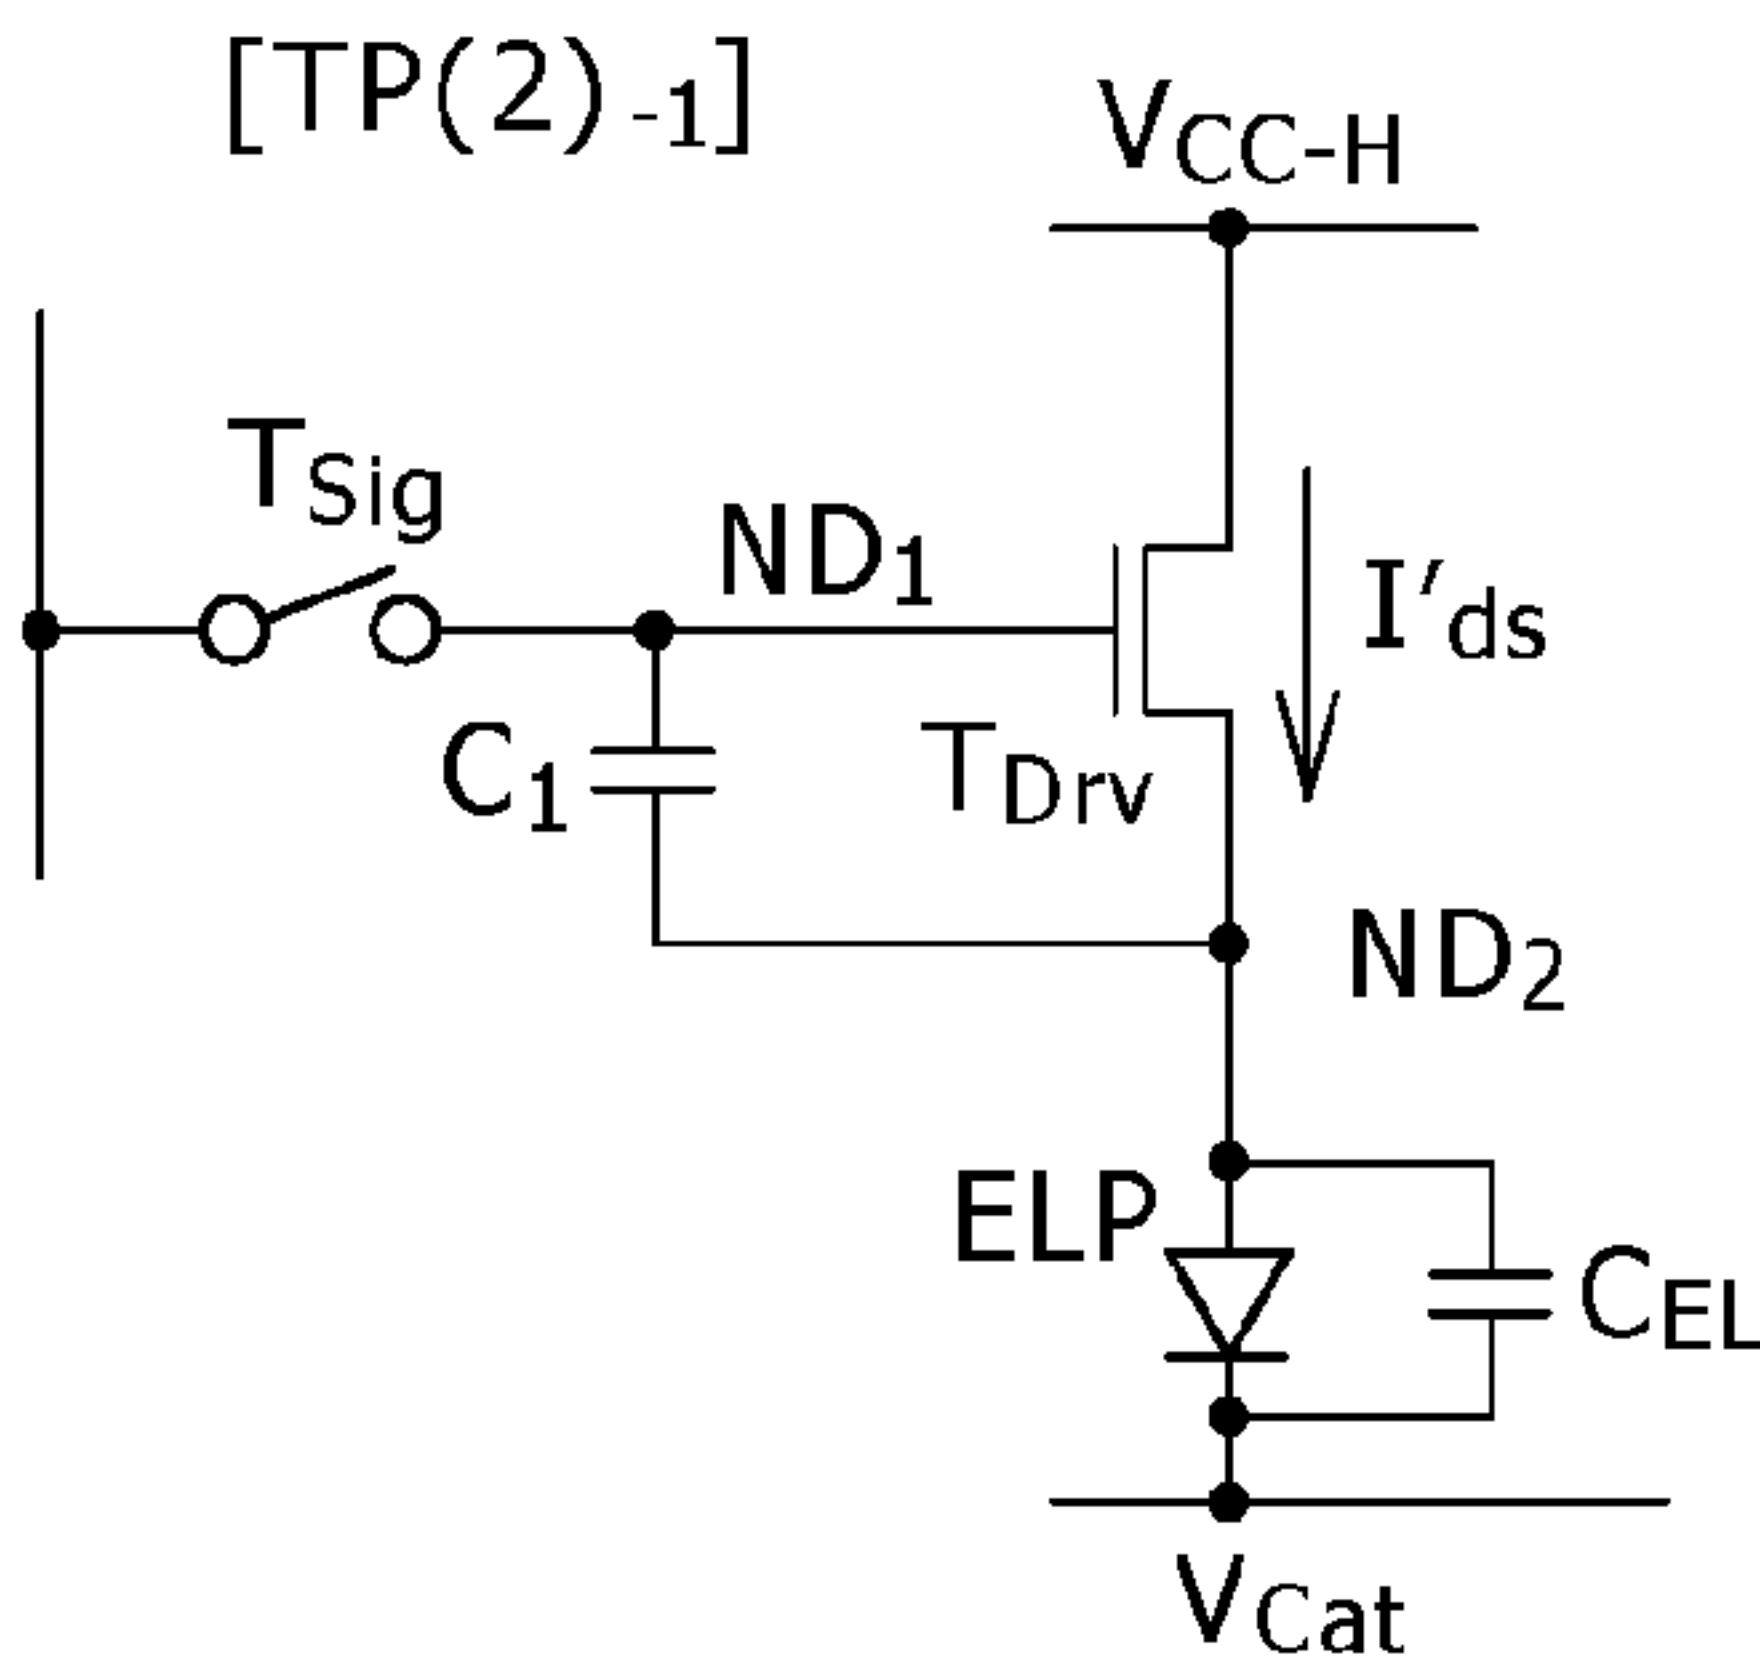 [TP(2)-1]
VCC-H
TSig
ND1
I′ds
C1
TDrv
ND2
ELP
CEL
VCat